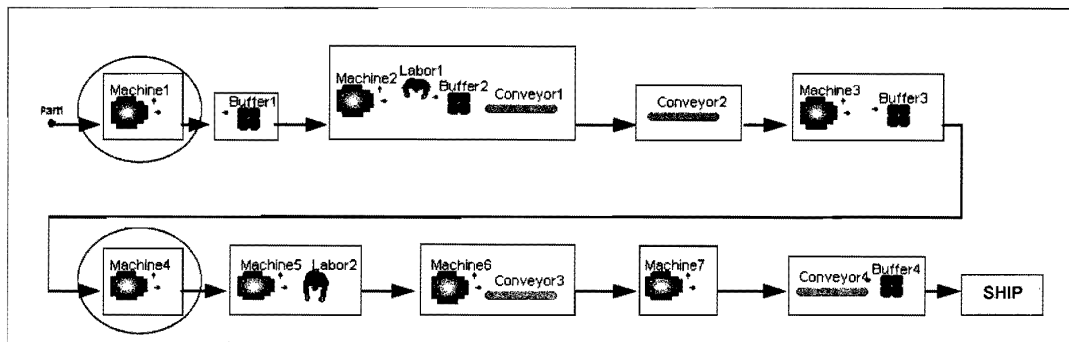 Part1
Machine1
Buffer1
Machine2
Labor1
Buffer2
Conveyor1
Conveyor2
Machine3
Buffer3
Machine4
Machine5
Labor2
Machine6
Conveyor3
Machine7
Conveyor4
Buffer4
SHIP